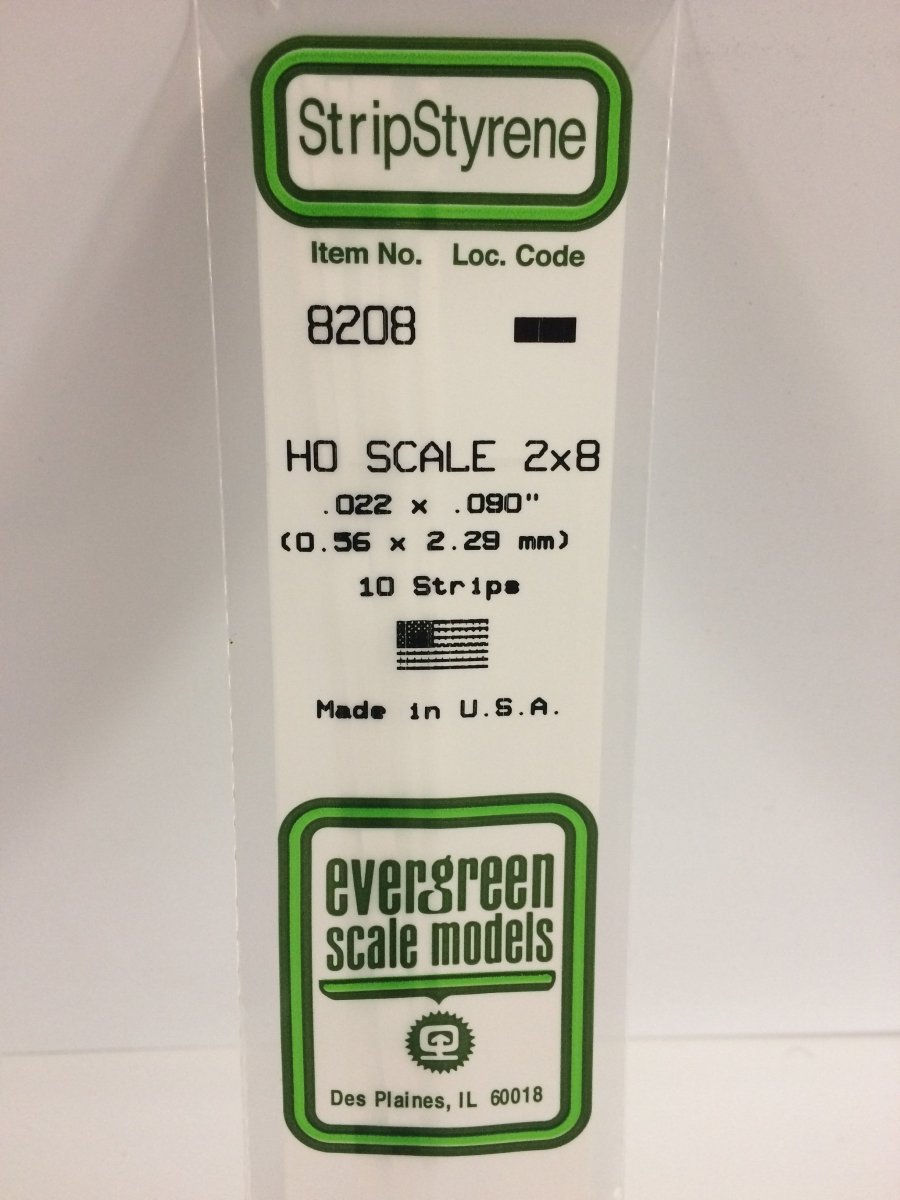 StripStyrene
Item No. Loc. Code
8208
HO SCALE 2x8
.022 x .090"
(0.56 x 2.29 mm)
10 Strips
Made in U.S.A.
evergreen
scale models
Des Plaines, IL 60018